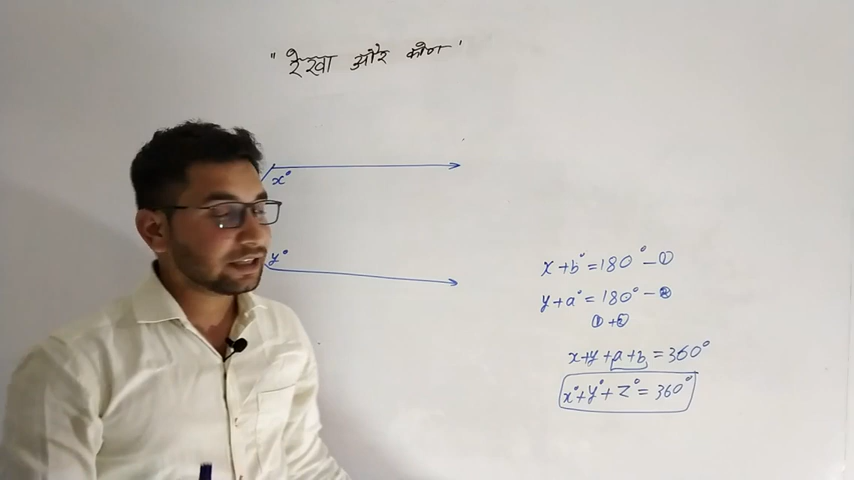 "रेखा और कोण"
x°
y°
x+b°=180°-①
y+a°=180°-②
①+②
x+y+a+b=360°
x°+y°+z°=360°